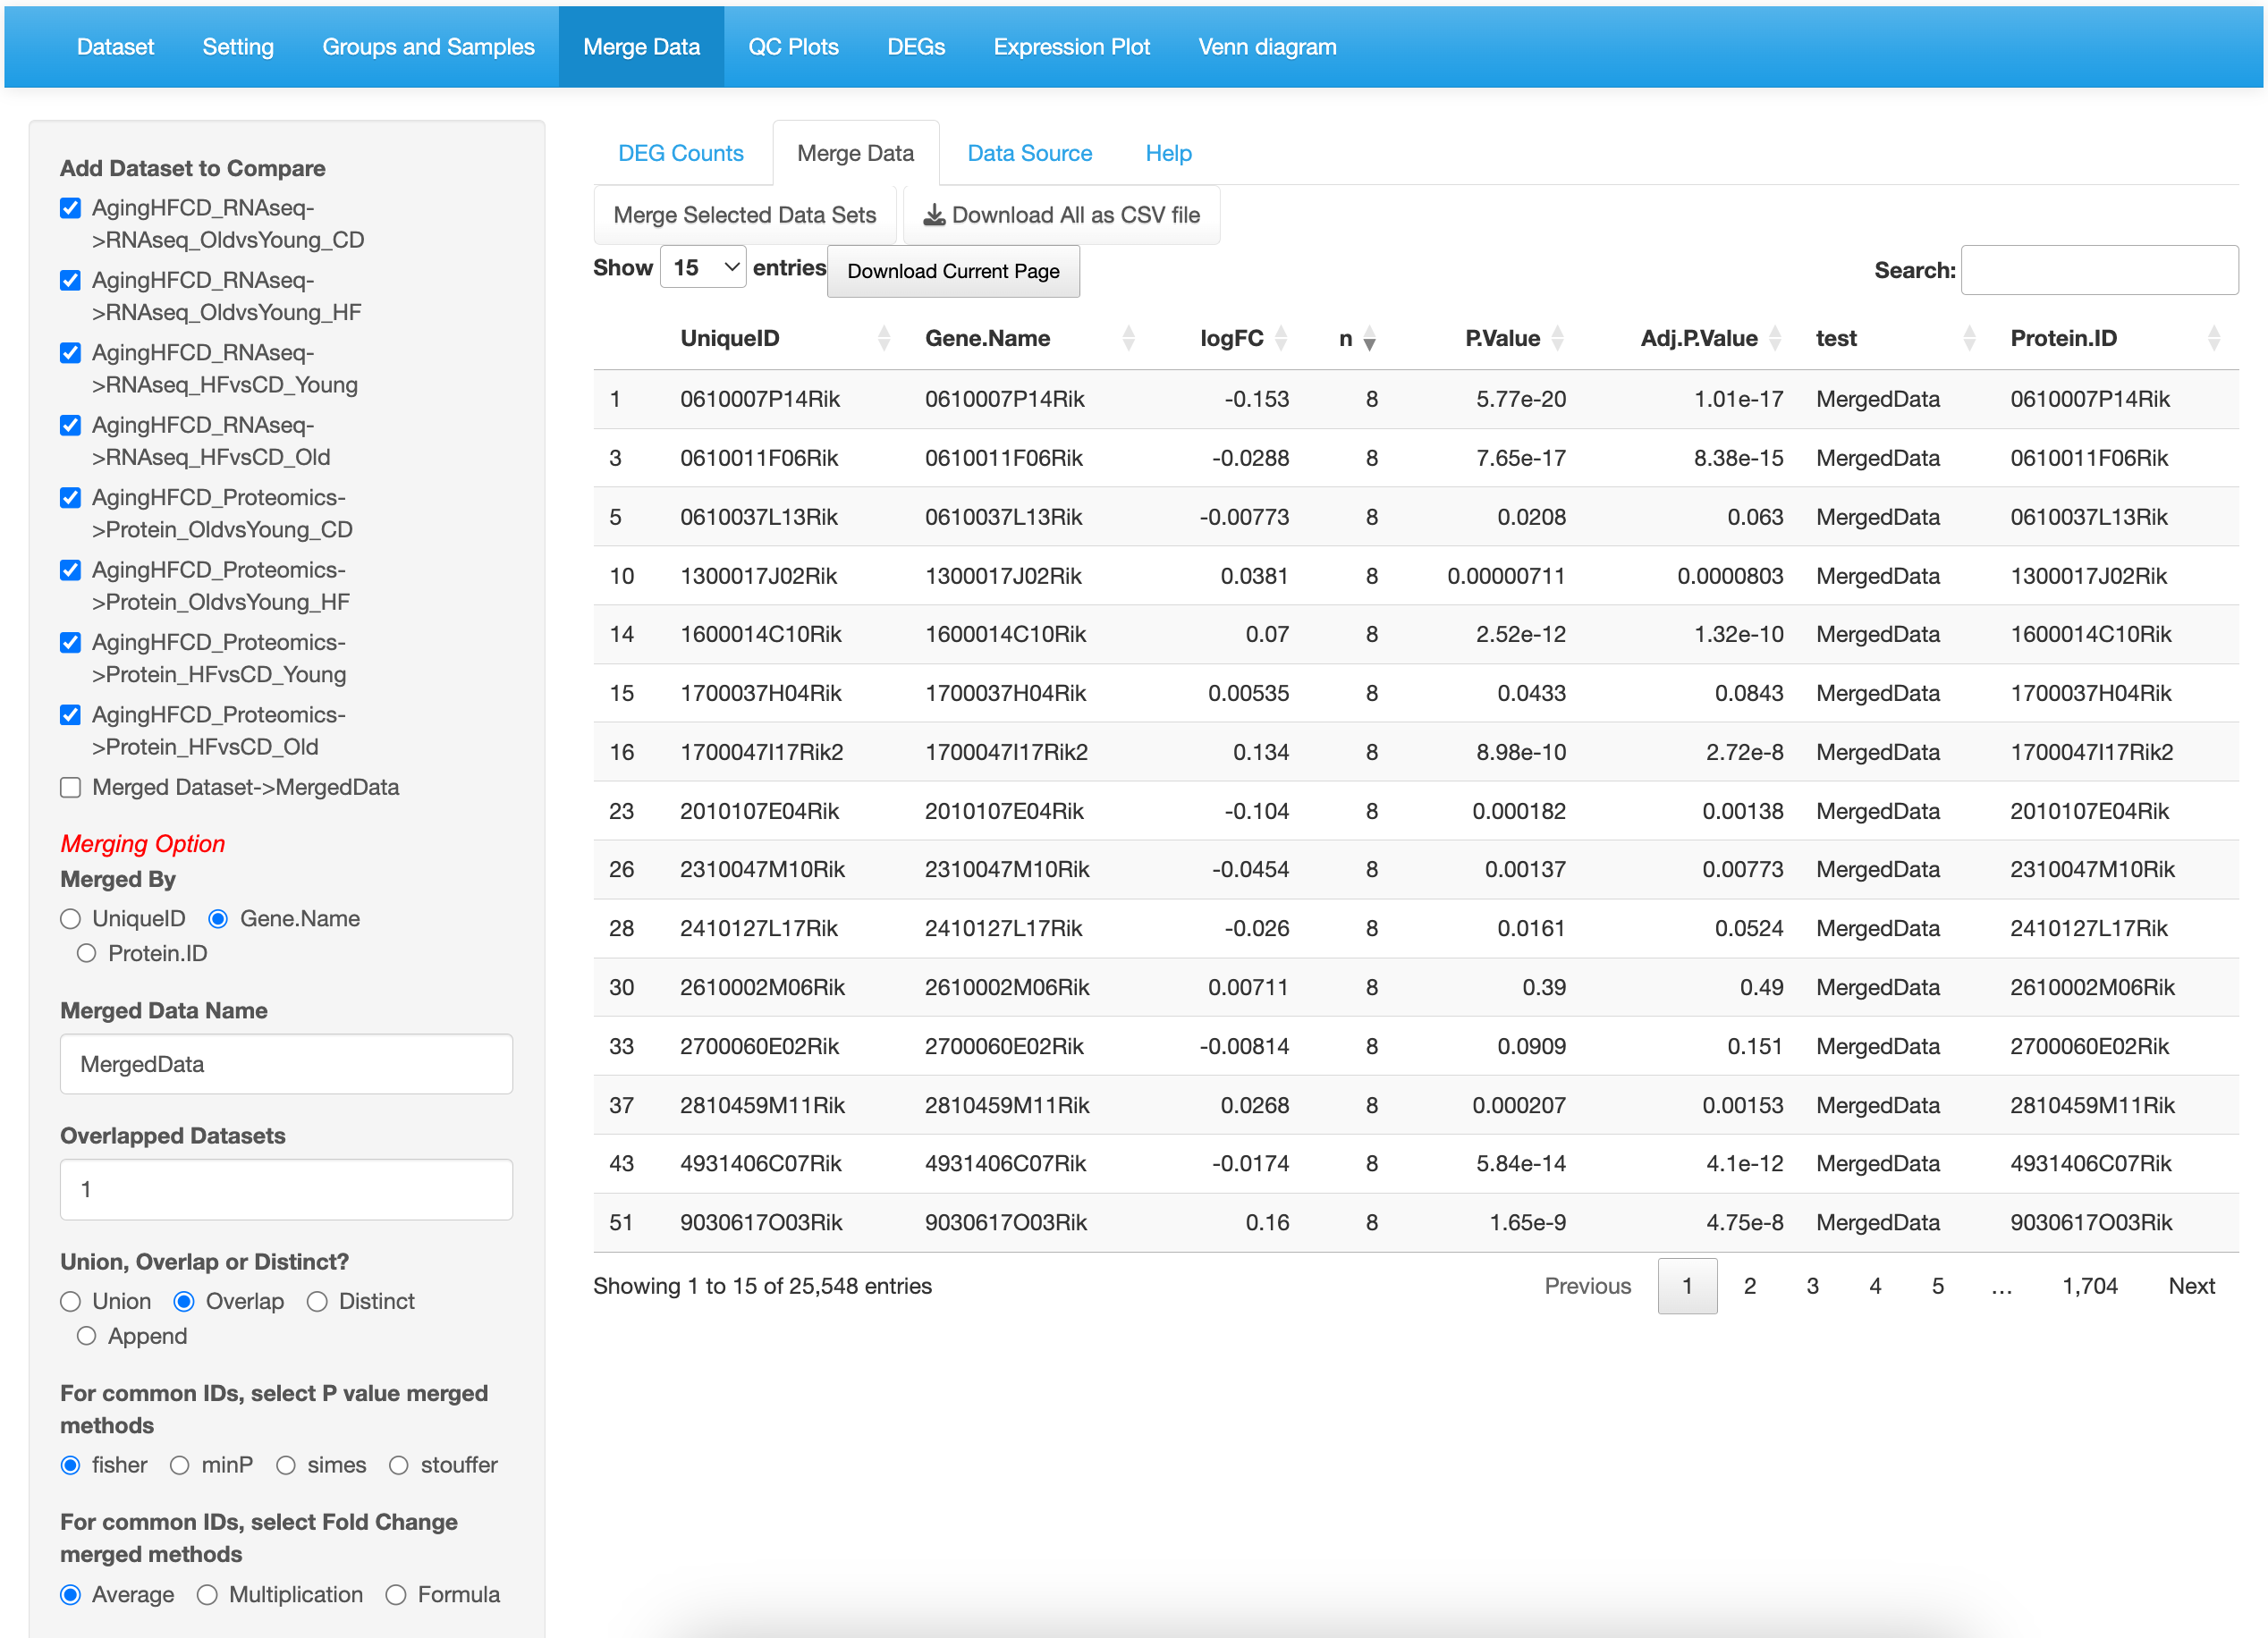 Dataset Setting Groups and Samples Merge Data QC Plots DEGs Expression Plot Venn diagram
Add Dataset to Compare
AgingHFCD_RNAseq-
>RNAseq_OldvsYoung_CD
AgingHFCD_RNAseq-
>RNAseq_OldvsYoung_HF
AgingHFCD_RNAseq-
>RNAseq_HFvsCD_Young
AgingHFCD_RNAseq-
>RNAseq_HFvsCD_Old
AgingHFCD_Proteomics-
>Protein_OldvsYoung_CD
AgingHFCD_Proteomics-
>Protein_OldvsYoung_HF
AgingHFCD_Proteomics-
>Protein_HFvsCD_Young
AgingHFCD_Proteomics-
>Protein_HFvsCD_Old
Merged Dataset->MergedData
Merging Option
Merged By
UniqueID Gene.Name
Protein.ID
Merged Data Name
MergedData
Overlapped Datasets
1
Union, Overlap or Distinct?
Union Overlap Distinct
Append
For common IDs, select P value merged
methods
fisher minP simes stouffer
For common IDs, select Fold Change
merged methods
Average Multiplication Formula
DEG Counts Merge Data Data Source Help
Merge Selected Data Sets Download All as CSV file
Show 15 entries Download Current Page Search:
UniqueID Gene.Name logFC n P.Value Adj.P.Value test Protein.ID
1 0610007P14Rik 0610007P14Rik -0.153 8 5.77e-20 1.01e-17 MergedData 0610007P14Rik
3 0610011F06Rik 0610011F06Rik -0.0288 8 7.65e-17 8.38e-15 MergedData 0610011F06Rik
5 0610037L13Rik 0610037L13Rik -0.00773 8 0.0208 0.063 MergedData 0610037L13Rik
10 1300017J02Rik 1300017J02Rik 0.0381 8 0.00000711 0.0000803 MergedData 1300017J02Rik
14 1600014C10Rik 1600014C10Rik 0.07 8 2.52e-12 1.32e-10 MergedData 1600014C10Rik
15 1700037H04Rik 1700037H04Rik 0.00535 8 0.0433 0.0843 MergedData 1700037H04Rik
16 1700047I17Rik2 1700047I17Rik2 0.134 8 8.98e-10 2.72e-8 MergedData 1700047I17Rik2
23 2010107E04Rik 2010107E04Rik -0.104 8 0.000182 0.00138 MergedData 2010107E04Rik
26 2310047M10Rik 2310047M10Rik -0.0454 8 0.00137 0.00773 MergedData 2310047M10Rik
28 2410127L17Rik 2410127L17Rik -0.026 8 0.0161 0.0524 MergedData 2410127L17Rik
30 2610002M06Rik 2610002M06Rik 0.00711 8 0.39 0.49 MergedData 2610002M06Rik
33 2700060E02Rik 2700060E02Rik -0.00814 8 0.0909 0.151 MergedData 2700060E02Rik
37 2810459M11Rik 2810459M11Rik 0.0268 8 0.000207 0.00153 MergedData 2810459M11Rik
43 4931406C07Rik 4931406C07Rik -0.0174 8 5.84e-14 4.1e-12 MergedData 4931406C07Rik
51 9030617O03Rik 9030617O03Rik 0.16 8 1.65e-9 4.75e-8 MergedData 9030617O03Rik
Showing 1 to 15 of 25,548 entries Previous 1 2 3 4 5 … 1,704 Next